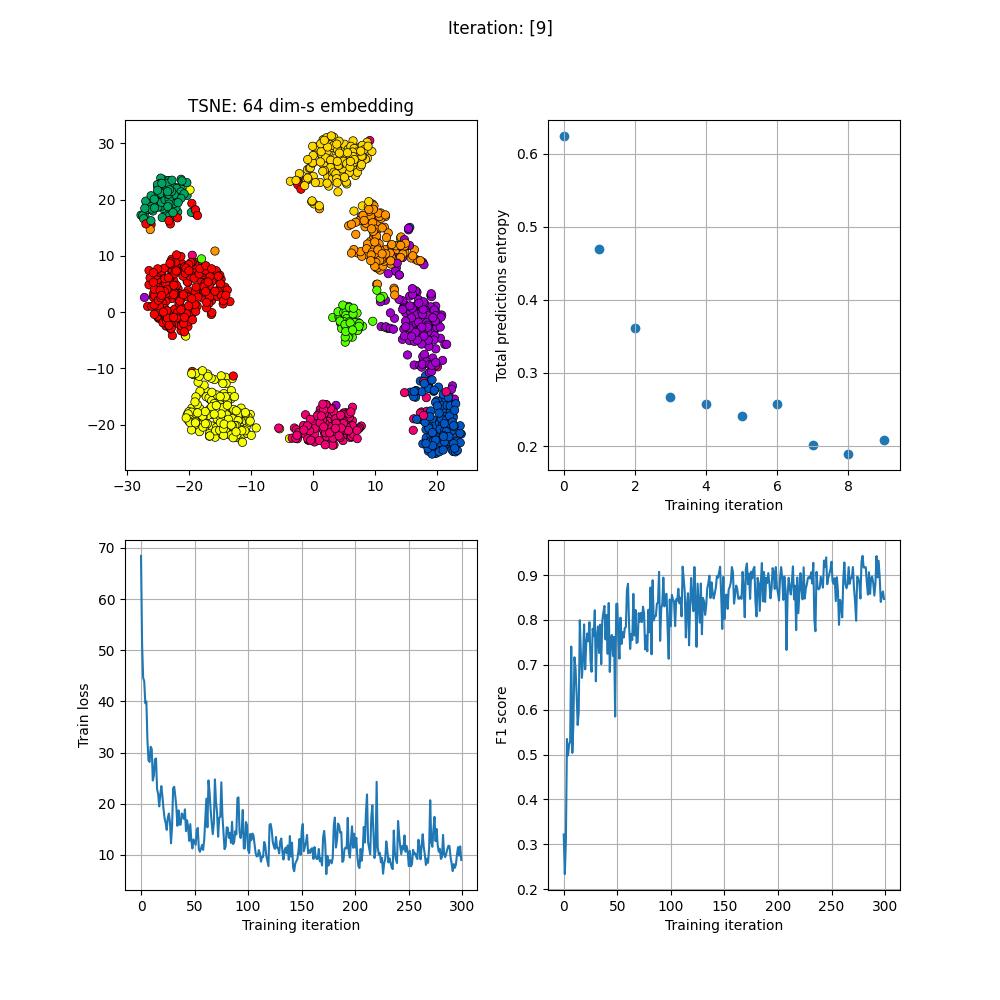 Iteration: [9]
TSNE: 64 dim-s embedding
30
20
10
0
−10
−20
−30 −20 −10 0 10 20
Total predictions entropy
0.6
0.5
0.4
0.3
0.2
0 2 4 6 8
Training iteration
Train loss
70
60
50
40
30
20
10
0 50 100 150 200 250 300
Training iteration
F1 score
0.9
0.8
0.7
0.6
0.5
0.4
0.3
0.2
0 50 100 150 200 250 300
Training iteration